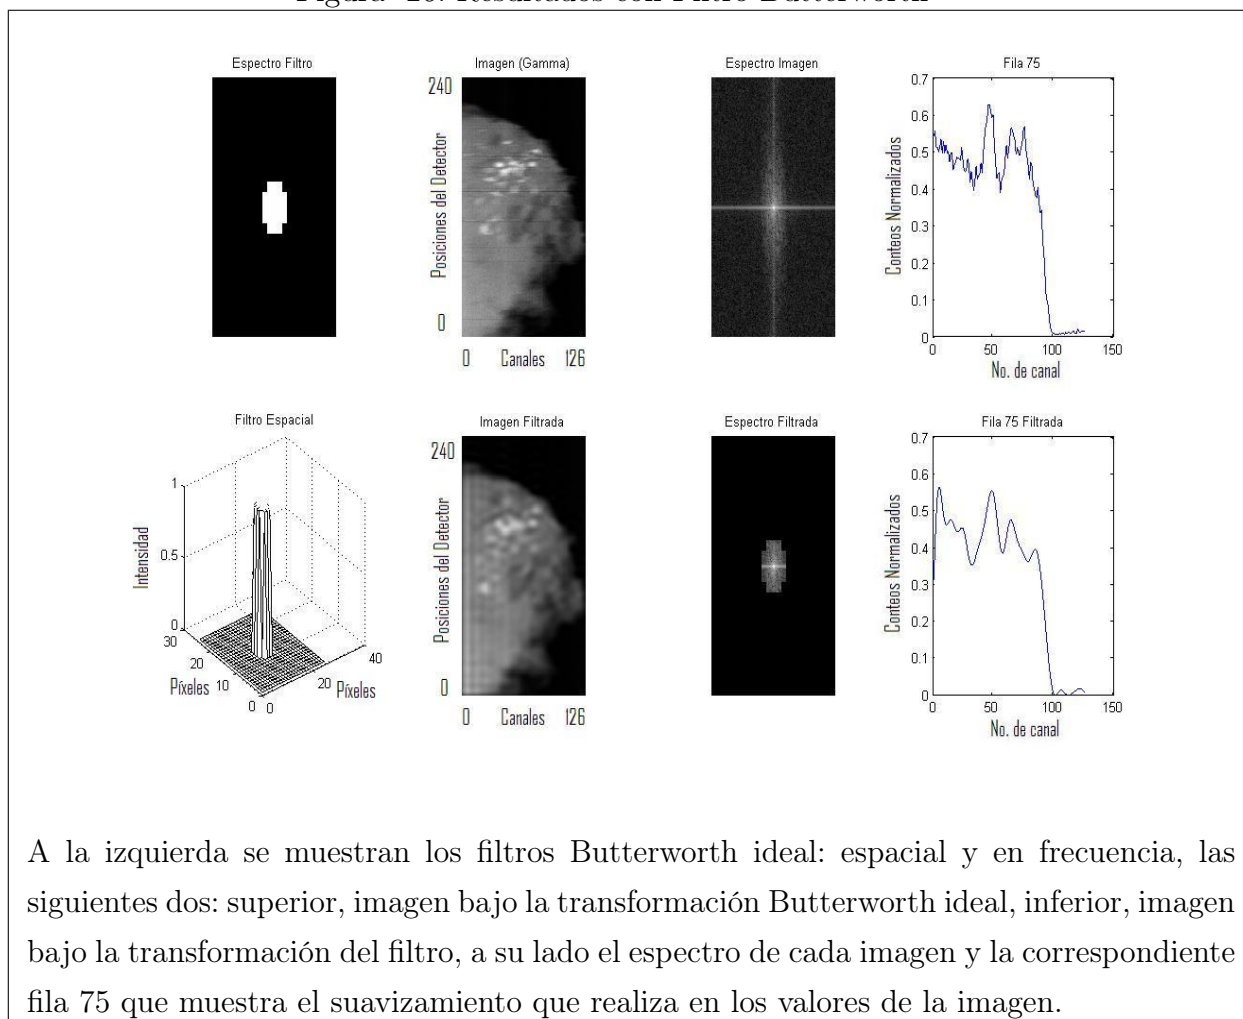 Espectro Filtro
Imagen (Gamma)
240
Posiciones del Detector
0
0 Canales 126
Espectro Imagen
Fila 75
0.7
0.6
0.5
0.4
0.3
0.2
0.1
0
Conteos Normalizados
0 50 100 150
No. de canal
Filtro Espacial
1
0.5
0
Intensidad
30
20
10
0
Píxeles
0
20
40
Píxeles
Imagen Filtrada
240
Posiciones del Detector
0
0 Canales 126
Espectro Filtrada
Fila 75 Filtrada
0.7
0.6
0.5
0.4
0.3
0.2
0.1
0
Conteos Normalizados
0 50 100 150
No. de canal
A la izquierda se muestran los filtros Butterworth ideal: espacial y en frecuencia, las
siguientes dos: superior, imagen bajo la transformación Butterworth ideal, inferior, imagen
bajo la transformación del filtro, a su lado el espectro de cada imagen y la correspondiente
fila 75 que muestra el suavizamiento que realiza en los valores de la imagen.